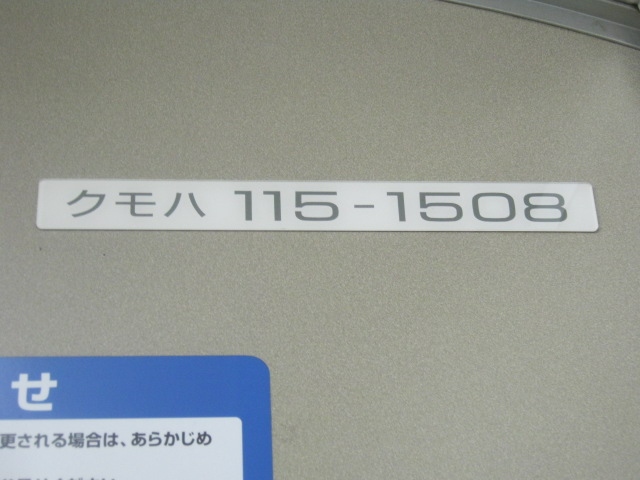 クモハ 115-1508
せ
更される場合は、あらかじめ